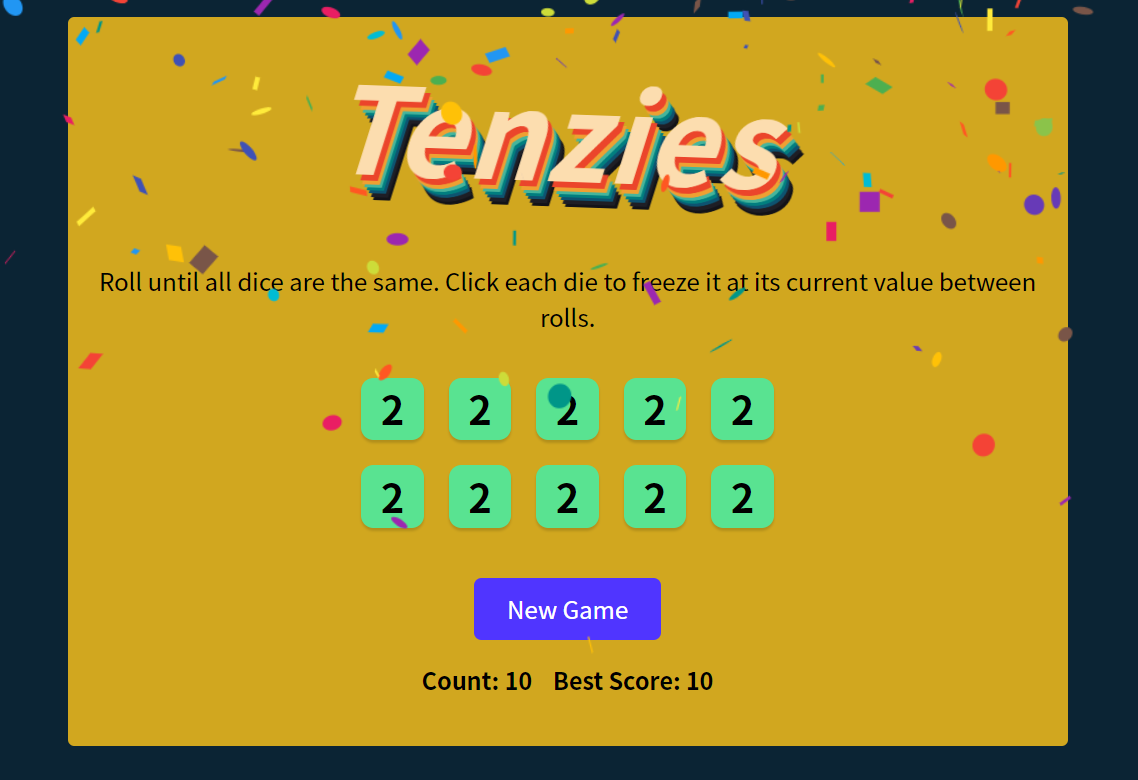 Tenzies
Roll until all dice are the same. Click each die to freeze it at its current value between
rolls.
2 2 2 2 2
2 2 2 2 2
New Game
Count: 10 Best Score: 10